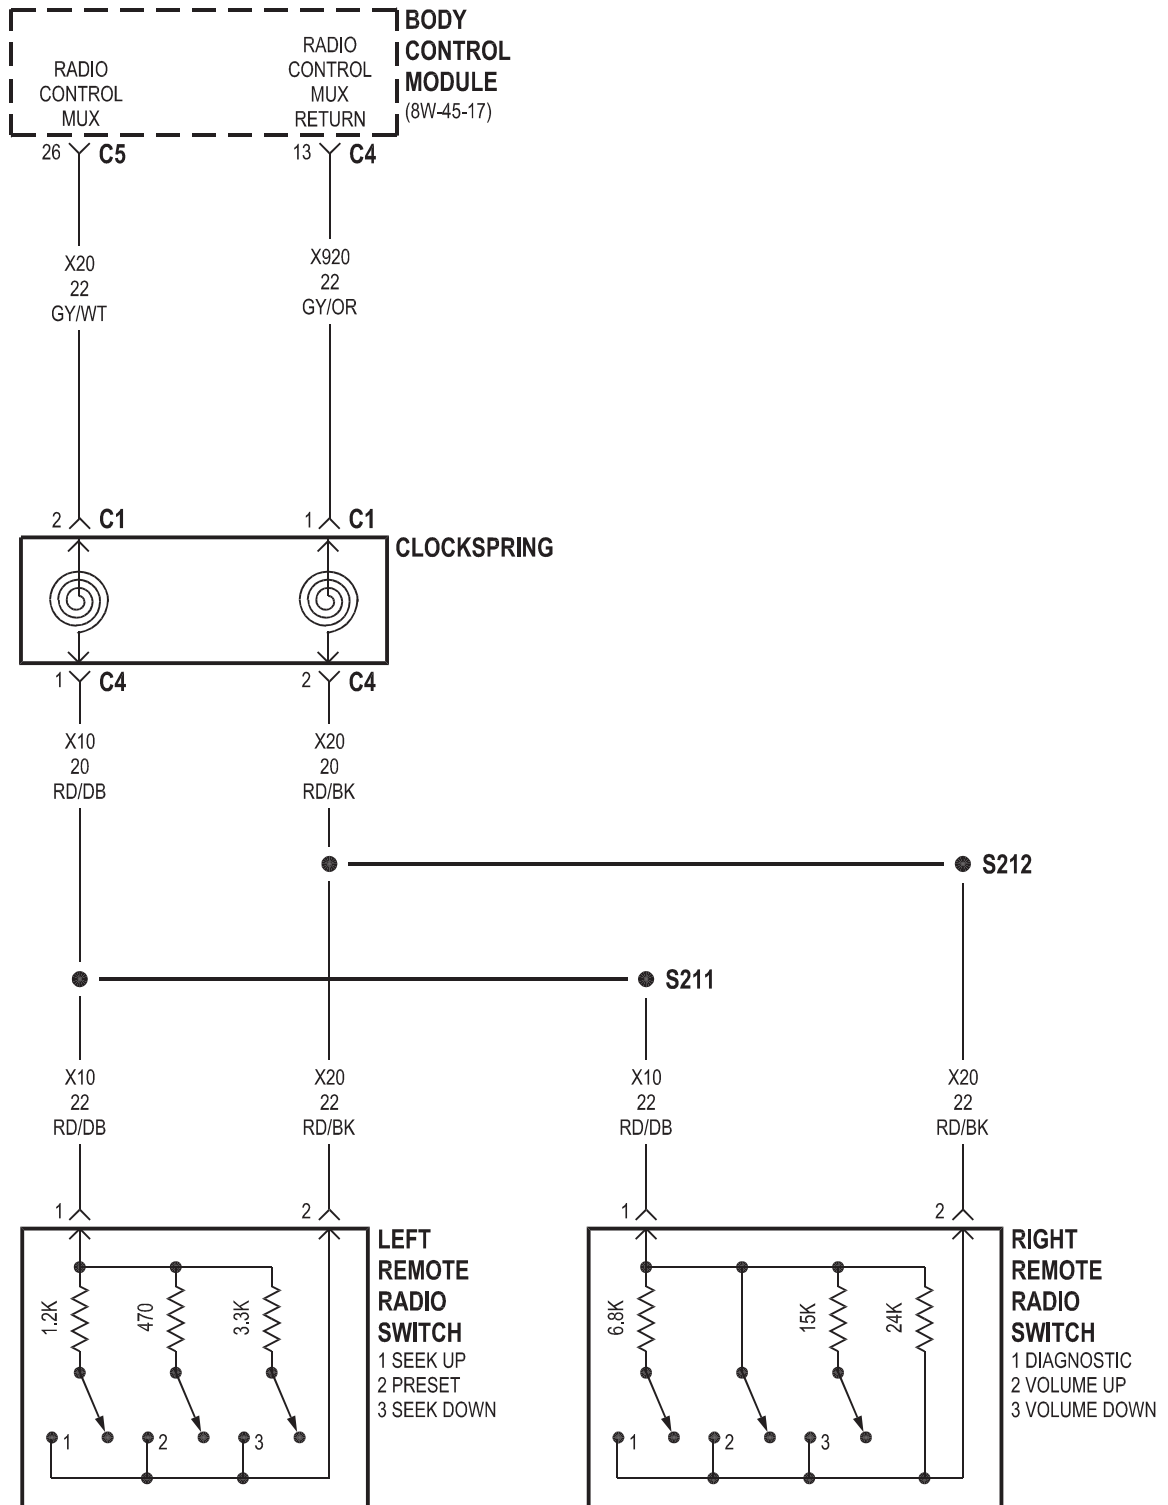 BODY
CONTROL
MODULE
(8W-45-17)
RADIO
CONTROL
MUX
RADIO
CONTROL
MUX
RETURN
26 C5
13 C4
X20
22
GY/WT
X920
22
GY/OR
2 C1
1 C1
CLOCKSPRING
1 C4
2 C4
X10
20
RD/DB
X20
20
RD/BK
S212
S211
X10
22
RD/DB
X20
22
RD/BK
X10
22
RD/DB
X20
22
RD/BK
1
2
1
2
LEFT
REMOTE
RADIO
SWITCH
1 SEEK UP
2 PRESET
3 SEEK DOWN
1.2K
470
3.3K
1
2
3
RIGHT
REMOTE
RADIO
SWITCH
1 DIAGNOSTIC
2 VOLUME UP
3 VOLUME DOWN
6.8K
15K
24K
1
2
3